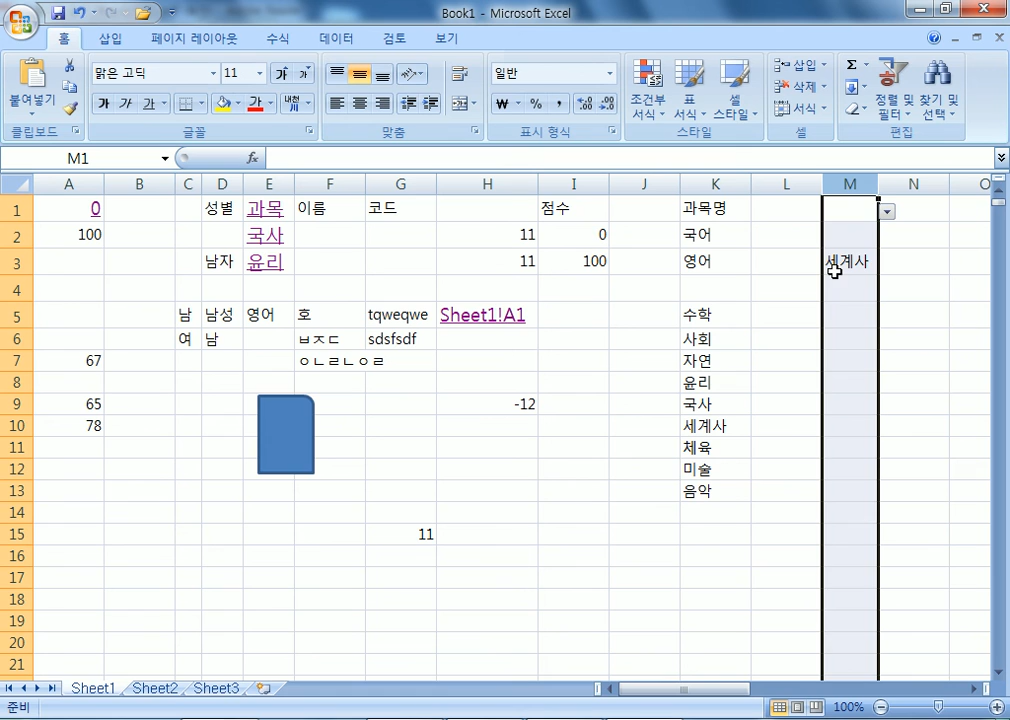 Book1 - Microsoft Excel
홈 삽입 페이지 레이아웃 수식 데이터 검토 보기
붙여넣기
맑은 고딕 11
가 가 가
내천
일반
₩ % ,
조건부 서식
표 서식
셀 스타일
삽입
삭제
서식
Σ
정렬 및 필터
찾기 및 선택
클립보드 글꼴 맞춤 표시 형식 스타일 셀 편집
M1 fx
A B C D E F G H I J K L M N O
1 0 성별 과목 이름 코드 점수 과목명
2 100 국사 11 0 국어
3 남자 윤리 11 100 영어 세계사
4
5 남 남성 영어 호 tqweqwe Sheet1!A1 수학
6 여 남 ㅂㅈㄷ sdsfsdf 사회
7 67 ㅇㄴㄹㄴㅇㄹ 자연
8 윤리
9 65 -12 국사
10 78 세계사
11 체육
12 미술
13 음악
14
15 11
16
17
18
19
20
21
Sheet1 Sheet2 Sheet3
준비 100%